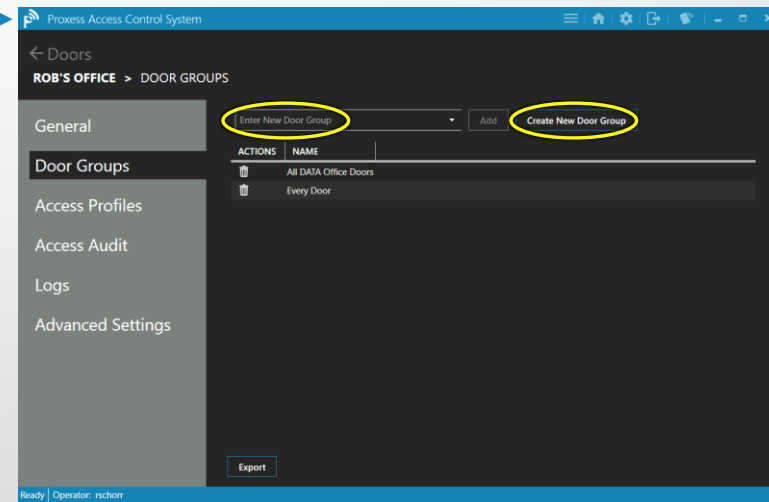 Proxess Access Control System
Doors
ROB'S OFFICE > DOOR GROUPS
General
Door Groups
Access Profiles
Access Audit
Logs
Advanced Settings
Enter New Door Group Add Create New Door Group
ACTIONS NAME
All DATA Office Doors
Every Door
Export
Ready Operator: rschorr